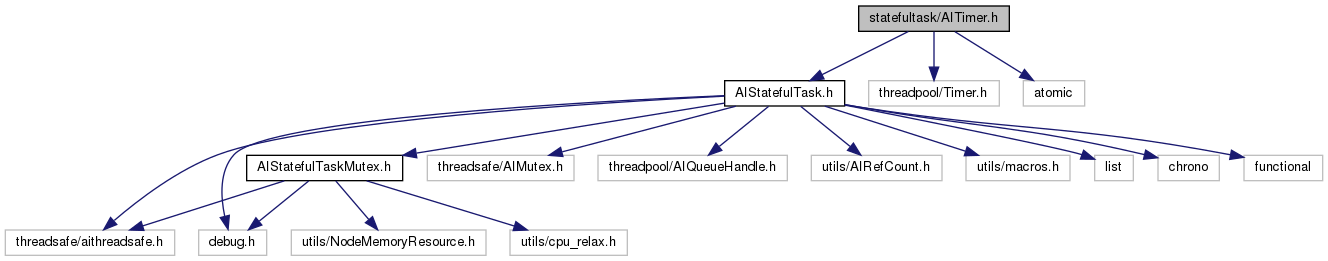 statefultask/AITimer.h
AIStatefulTask.h
threadpool/Timer.h
atomic
AIStatefulTaskMutex.h
threadsafe/AIMutex.h
threadpool/AIQueueHandle.h
utils/AIRefCount.h
utils/macros.h
list
chrono
functional
threadsafe/aithreadsafe.h
debug.h
utils/NodeMemoryResource.h
utils/cpu_relax.h